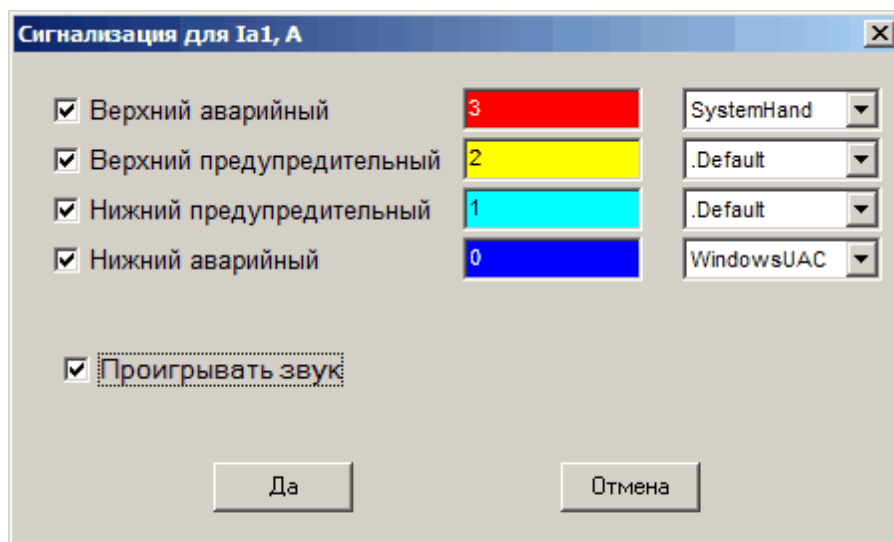 Сигнализация для Ia1, А
Верхний аварийный 3 SystemHand
Верхний предупредительный 2 .Default
Нижний предупредительный 1 .Default
Нижний аварийный 0 WindowsUAC
Проигрывать звук
Да Отмена